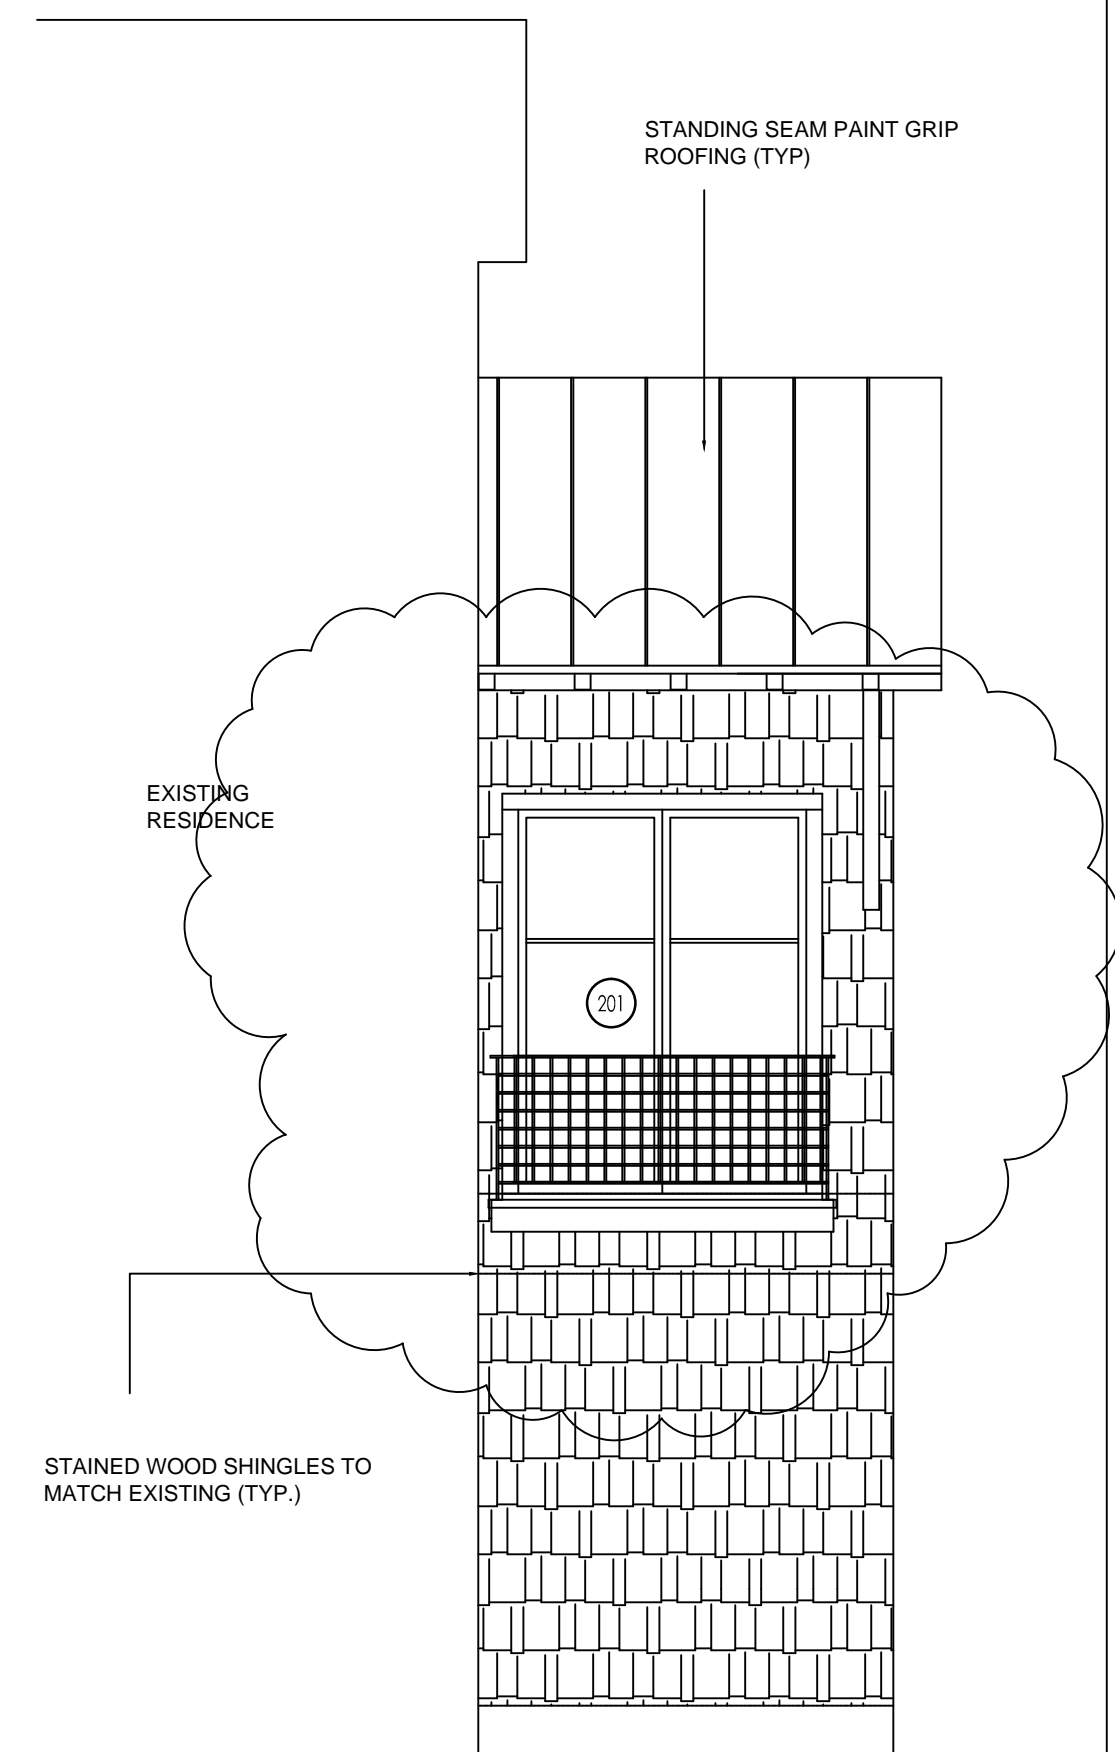 STANDING SEAM PAINT GRIP
ROOFING (TYP)
EXISTING
RESIDENCE
201
STAINED WOOD SHINGLES TO
MATCH EXISTING (TYP.)